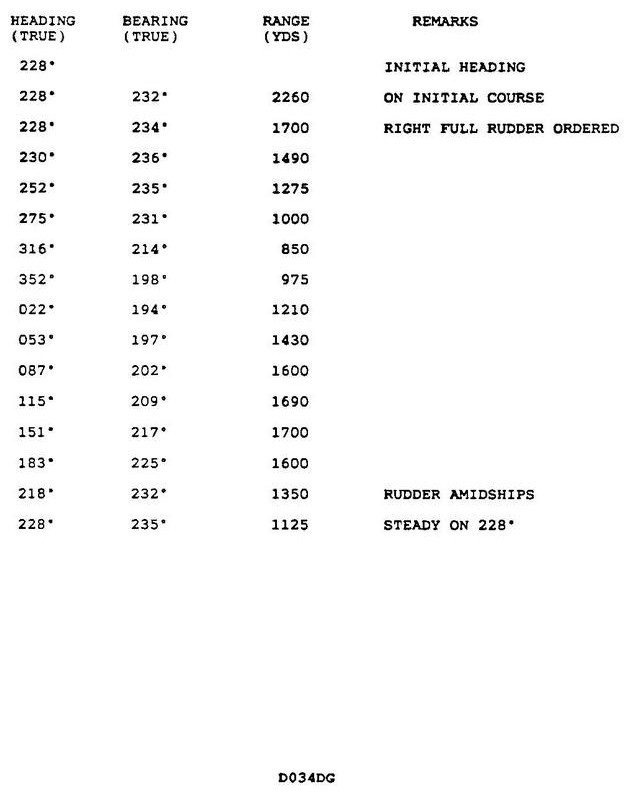 HEADING BEARING RANGE REMARKS
(TRUE) (TRUE) (YDS)
228° INITIAL HEADING
228° 232° 2260 ON INITIAL COURSE
228° 234° 1700 RIGHT FULL RUDDER ORDERED
230° 236° 1490
252° 235° 1275
275° 231° 1000
316° 214° 850
352° 198° 975
022° 194° 1210
053° 197° 1430
087° 202° 1600
115° 209° 1690
151° 217° 1700
183° 225° 1600
218° 232° 1350 RUDDER AMIDSHIPS
228° 235° 1125 STEADY ON 228°
D034DG